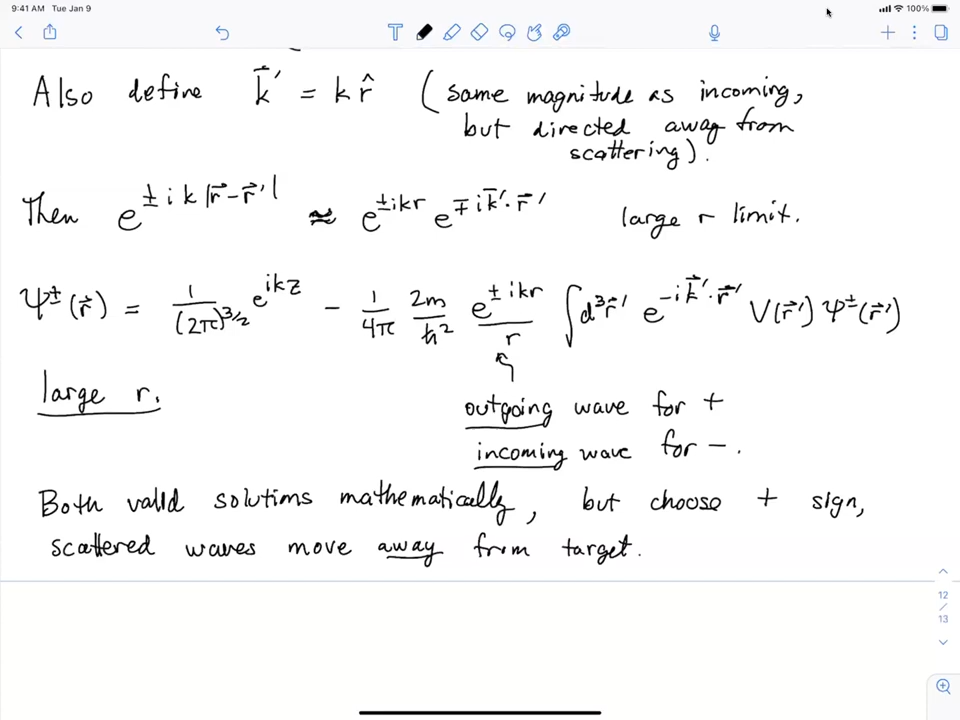 9:41 AM Tue Jan 9 100%
Also define k⃗′ = k r̂ (same magnitude as incoming,
but directed away from
scattering).
Then e^{±ik|r⃗−r⃗′|} ≈ e^{±ikr} e^{∓ik⃗′·r⃗′} large r limit.
Ψ^±(r⃗) = 1/(2π)^{3/2} e^{ikz} − 1/4π 2m/ħ² e^{±ikr}/r ∫d³r⃗′ e^{−ik⃗′·r⃗′} V(r⃗′) Ψ^±(r⃗′)
large r.
outgoing wave for +
incoming wave for −.
Both valid solutions mathematically, but choose + sign,
scattered waves move away from target.
12
/
13